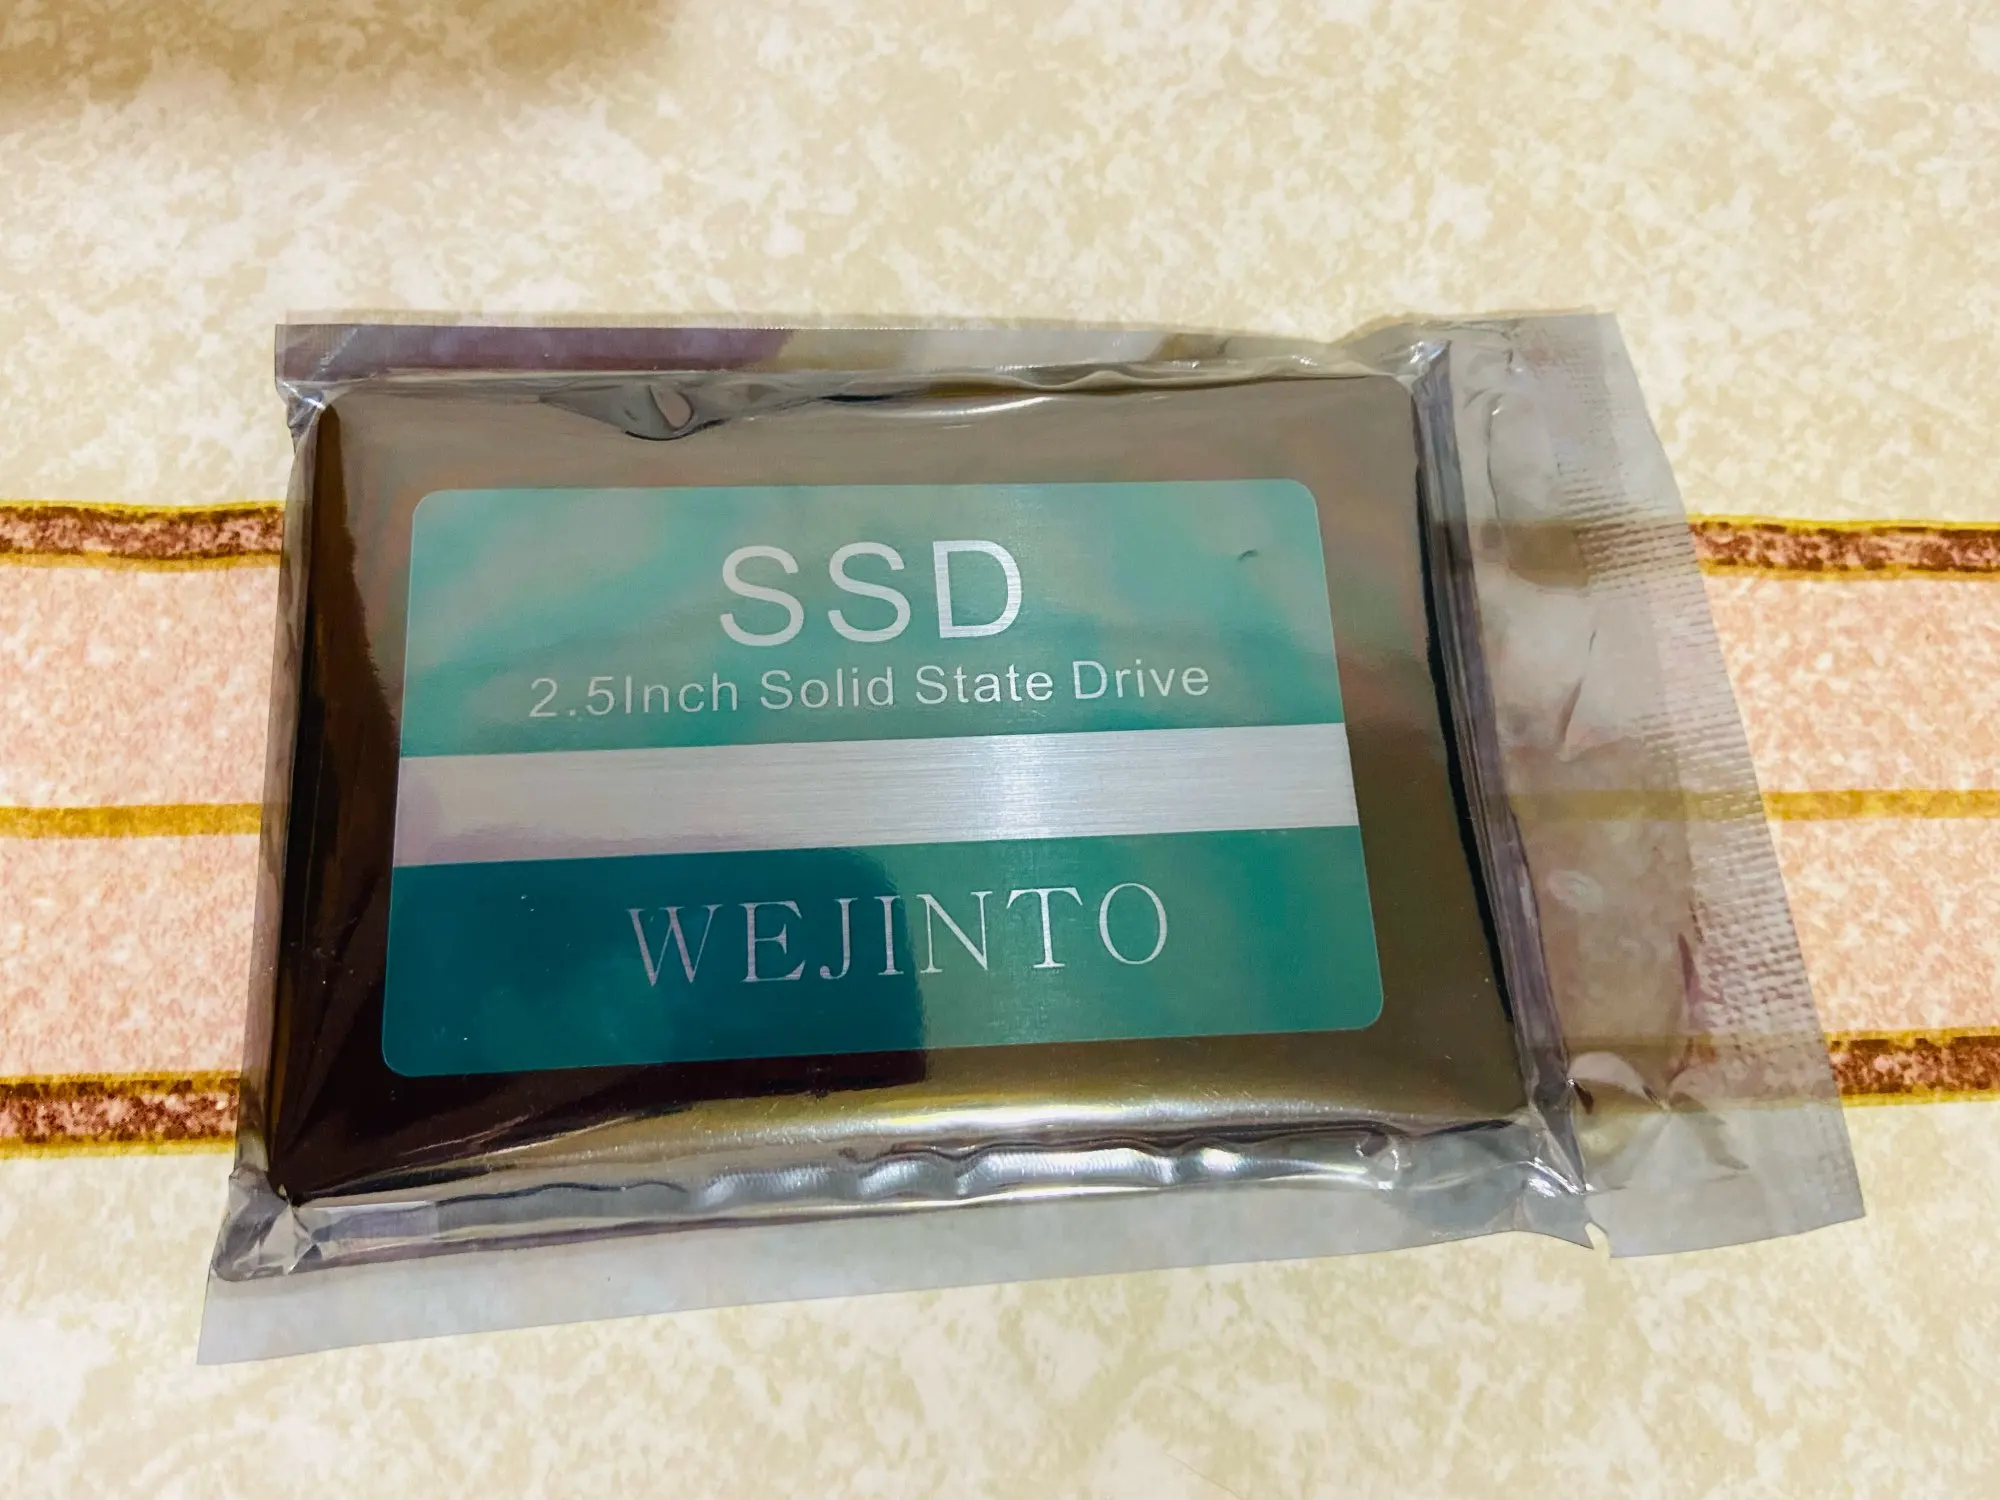 SSD
2.5Inch Solid State Drive
WEJINTO